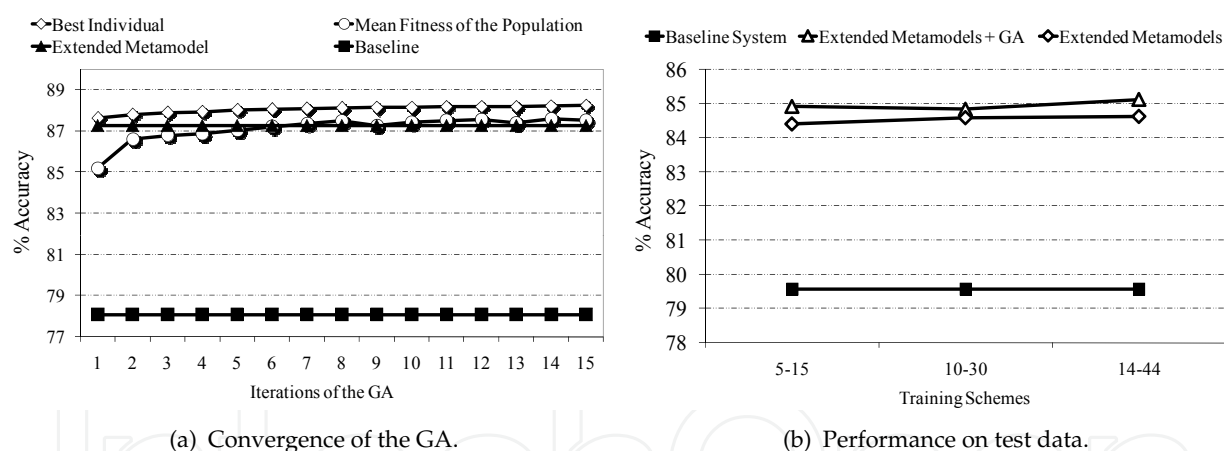 Best Individual
Mean Fitness of the Population
Extended Metamodel
Baseline
% Accuracy
89
87
85
83
81
79
77
1 2 3 4 5 6 7 8 9 10 11 12 13 14 15
Iterations of the GA
(a) Convergence of the GA.
Baseline System
Extended Metamodels + GA
Extended Metamodels
% Accuracy
86
85
84
83
82
81
80
79
78
5-15 10-30 14-44
Training Schemes
(b) Performance on test data.